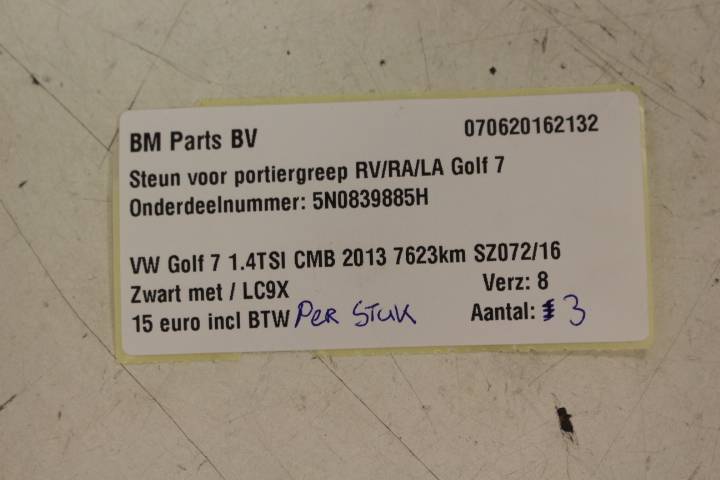 BM Parts BV 070620162132
Steun voor portiergreep RV/RA/LA Golf 7
Onderdeelnummer: 5N0839885H
VW Golf 7 1.4TSI CMB 2013 7623km SZ072/16
Zwart met / LC9X Verz: 8
15 euro incl BTW PER STUK Aantal: 3